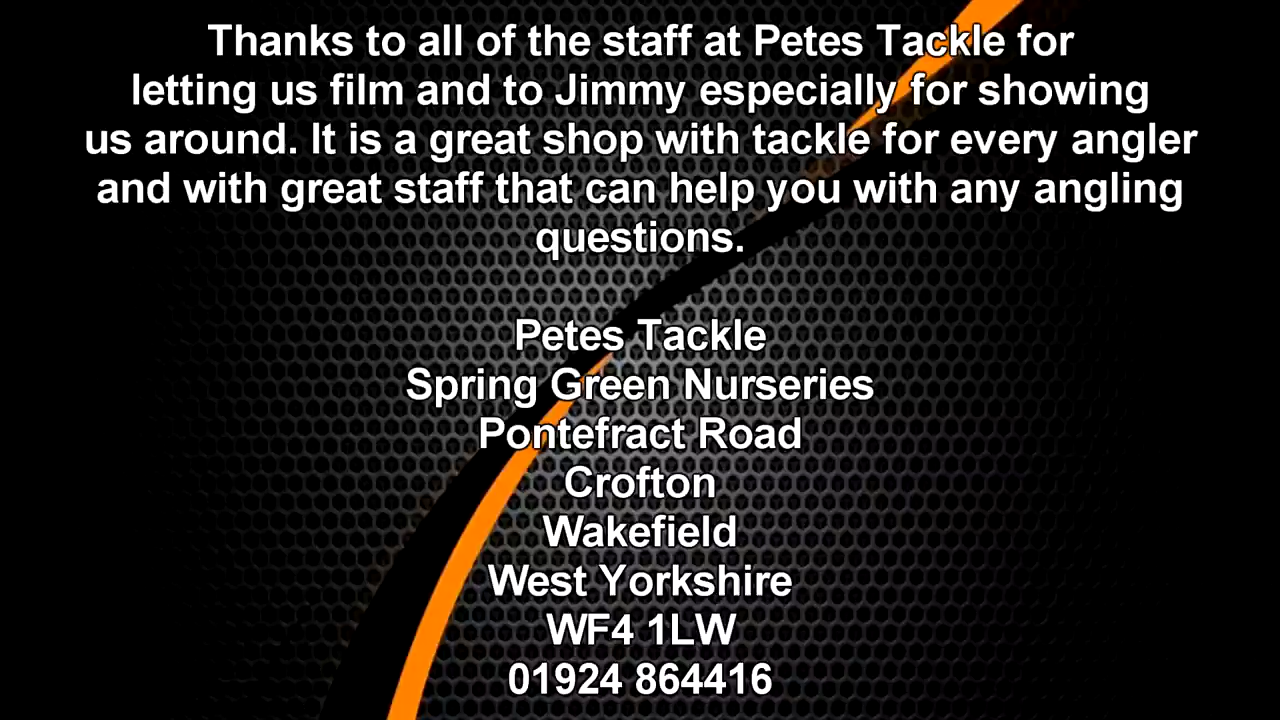 Thanks to all of the staff at Petes Tackle for
letting us film and to Jimmy especially for showing
us around. It is a great shop with tackle for every angler
and with great staff that can help you with any angling
questions.
Petes Tackle
Spring Green Nurseries
Pontefract Road
Crofton
Wakefield
West Yorkshire
WF4 1LW
01924 864416